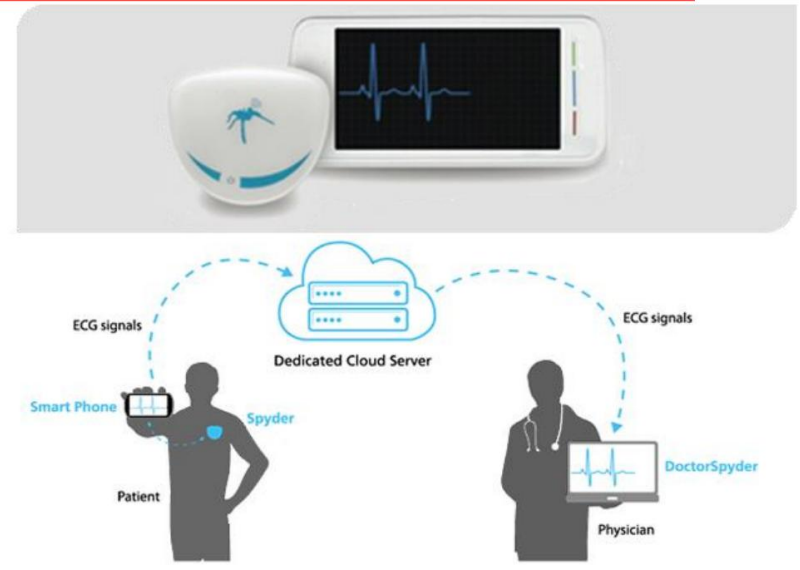 ECG signals
Dedicated Cloud Server
ECG signals
Smart Phone
Spyder
Patient
DoctorSpyder
Physician